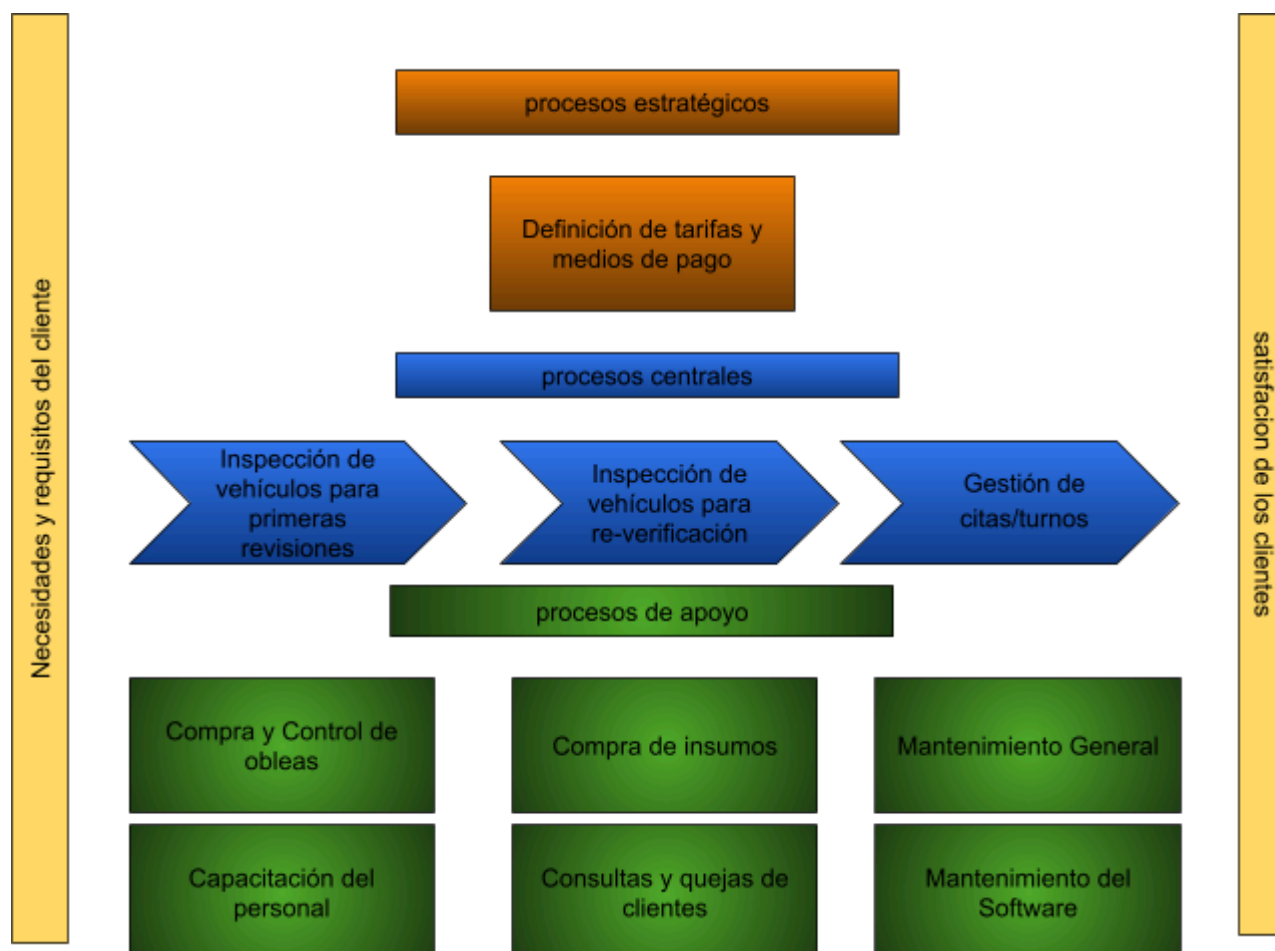 Necesidades y requisitos del cliente
procesos estratégicos
Definición de tarifas y
medios de pago
procesos centrales
Inspección de
vehículos para
primeras
revisiones
Inspección de
vehículos para
re-verificación
Gestión de
citas/turnos
procesos de apoyo
Compra y Control de
obleas
Compra de insumos
Mantenimiento General
Capacitación del
personal
Consultas y quejas de
clientes
Mantenimiento del
Software
satisfacion de los clientes